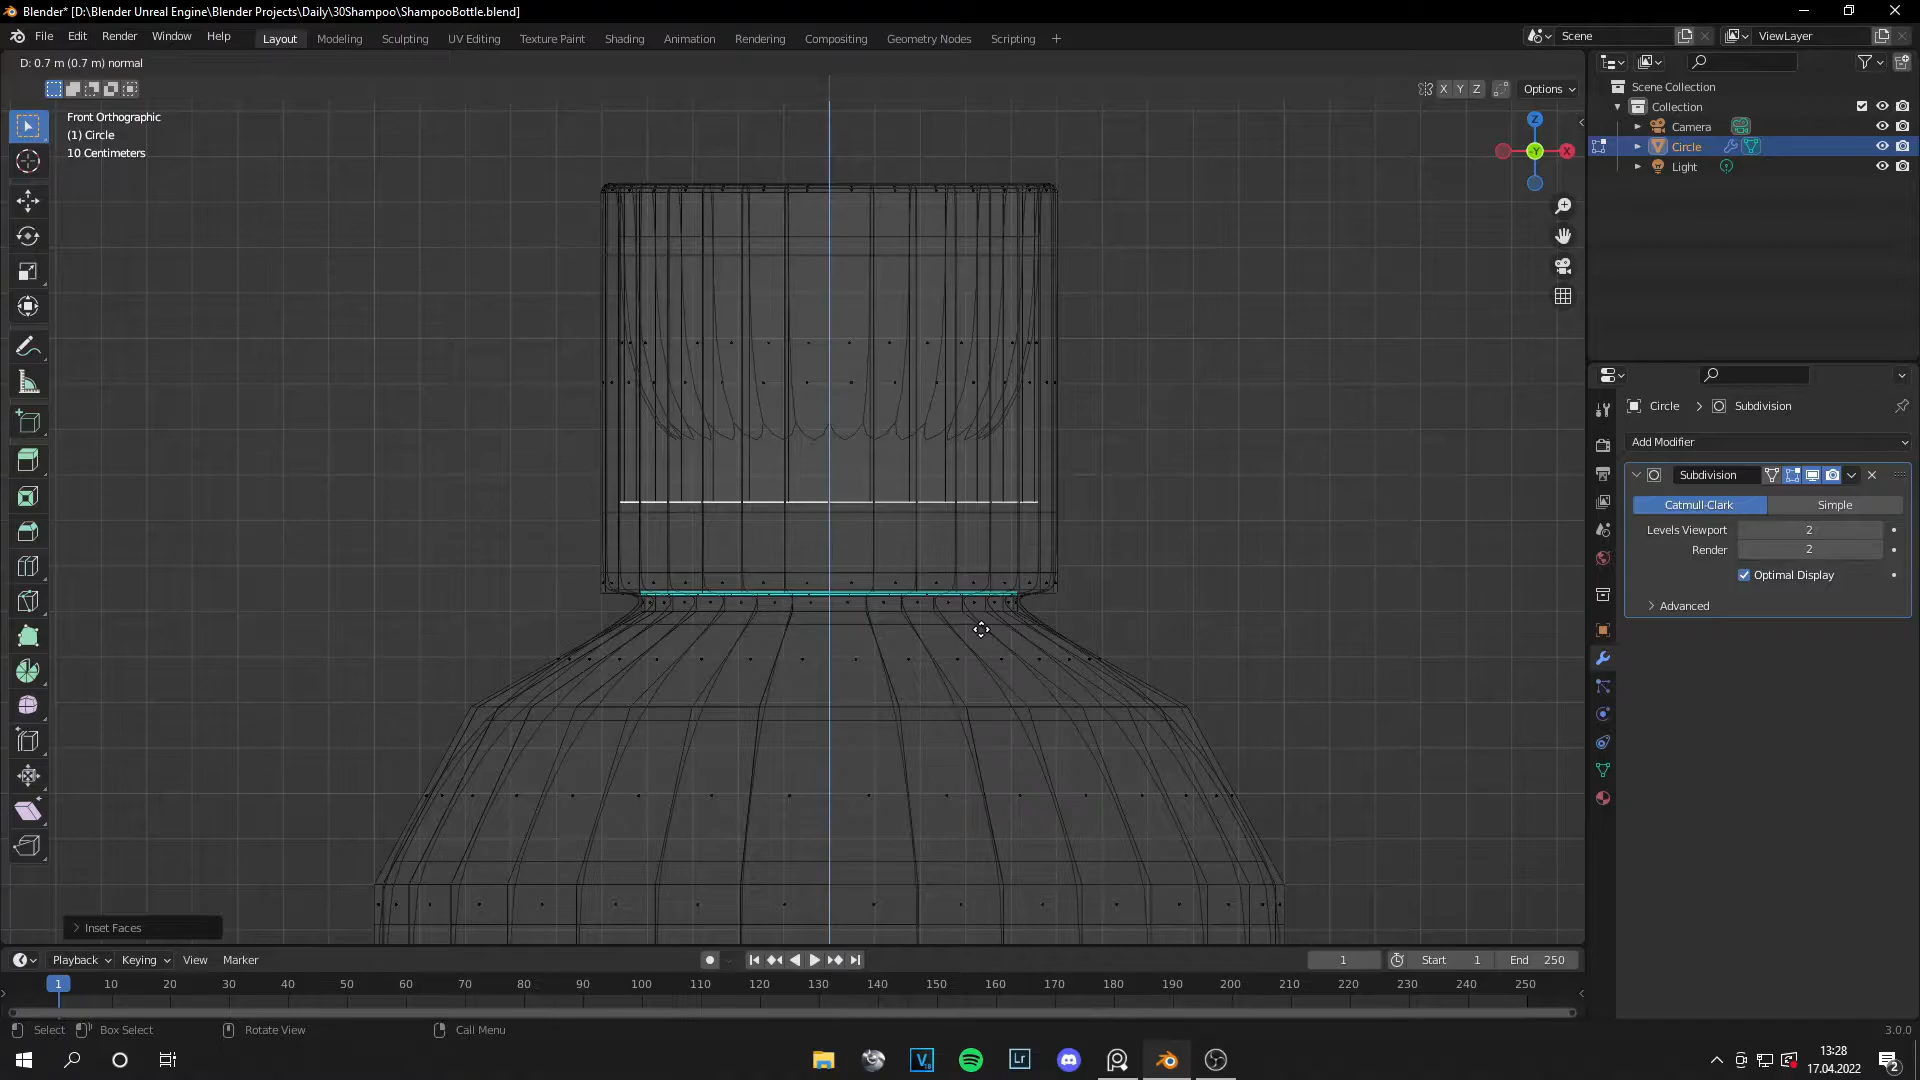 Blender* [D:\Blender Unreal Engine\Blender Projects\Daily\30Shampoo\ShampooBottle.blend]
File Edit Render Window Help
Layout Modeling Sculpting UV Editing Texture Paint Shading Animation Rendering Compositing Geometry Nodes Scripting +
Scene
ViewLayer
D: 0.7 m (0.7 m) normal
X Y Z
Options
Front Orthographic
(1) Circle
10 Centimeters
Z
-Y
X
Scene Collection
Collection
Camera
Circle
Light
Circle > Subdivision
Add Modifier
Subdivision
Catmull-Clark Simple
Levels Viewport 2
Render 2
Optimal Display
Advanced
Inset Faces
Playback Keying View Marker
1
Start 1
End 250
1 10 20 30 40 50 60 70 80 90 100 110 120 130 140 150 160 170 180 190 200 210 220 230 240 250
Select Box Select Rotate View Call Menu
3.0.0
Lr
13:28
17.04.2022
2